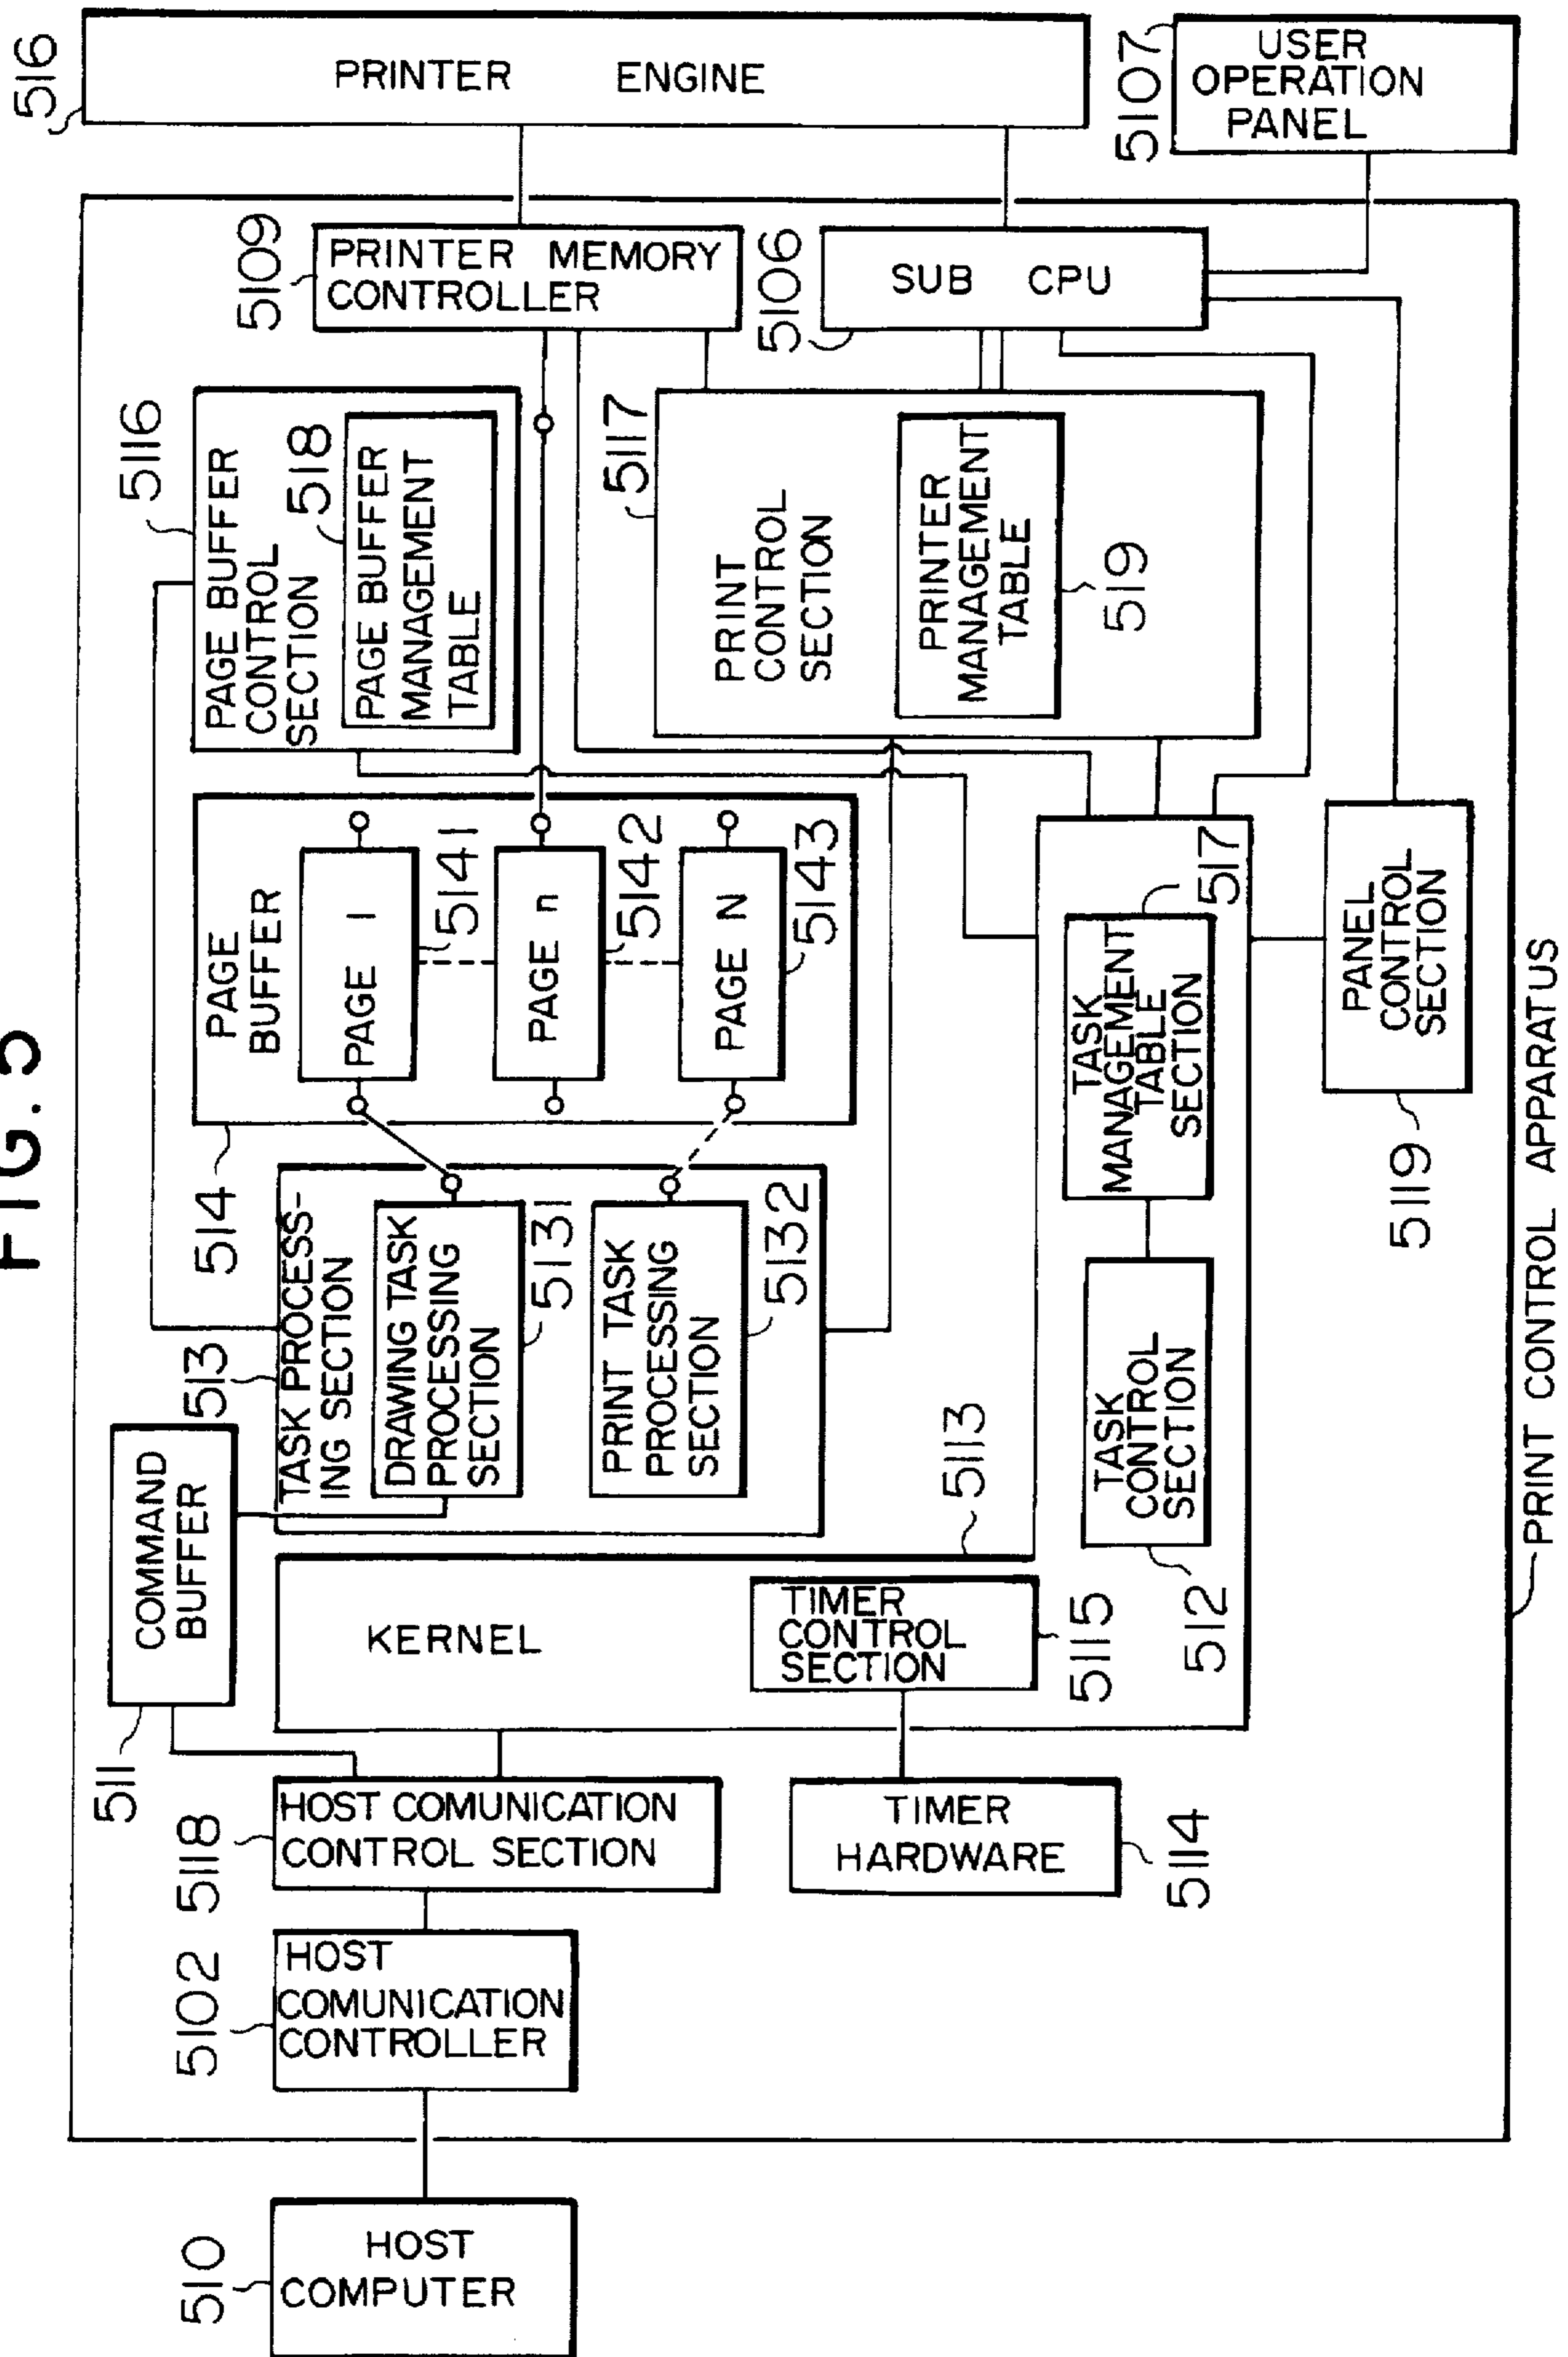 FIG. 5
516
PRINTER ENGINE
5107
USER
OPERATION
PANEL
5109
PRINTER MEMORY
CONTROLLER
5106
SUB CPU
5116
PAGE BUFFER
CONTROL
SECTION
518
PAGE BUFFER
MANAGEMENT
TABLE
5117
PRINT
CONTROL
SECTION
PRINTER
MANAGEMENT
TABLE
519
514
PAGE
BUFFER
PAGE 1
5141
PAGE n
5142
PAGE N
5143
513
TASK PROCESS-
ING SECTION
DRAWING TASK
PROCESSING
SECTION
5131
PRINT TASK
PROCESSING
SECTION
5132
511
COMMAND
BUFFER
5113
KERNEL
TIMER
CONTROL
SECTION
5115
TASK
CONTROL
SECTION
512
TASK
MANAGEMENT
TABLE
SECTION
517
PANEL
CONTROL
SECTION
5119
5118
HOST COMUNICATION
CONTROL SECTION
TIMER
HARDWARE
5114
5102
HOST
COMUNICATION
CONTROLLER
510
HOST
COMPUTER
PRINT CONTROL APPARATUS